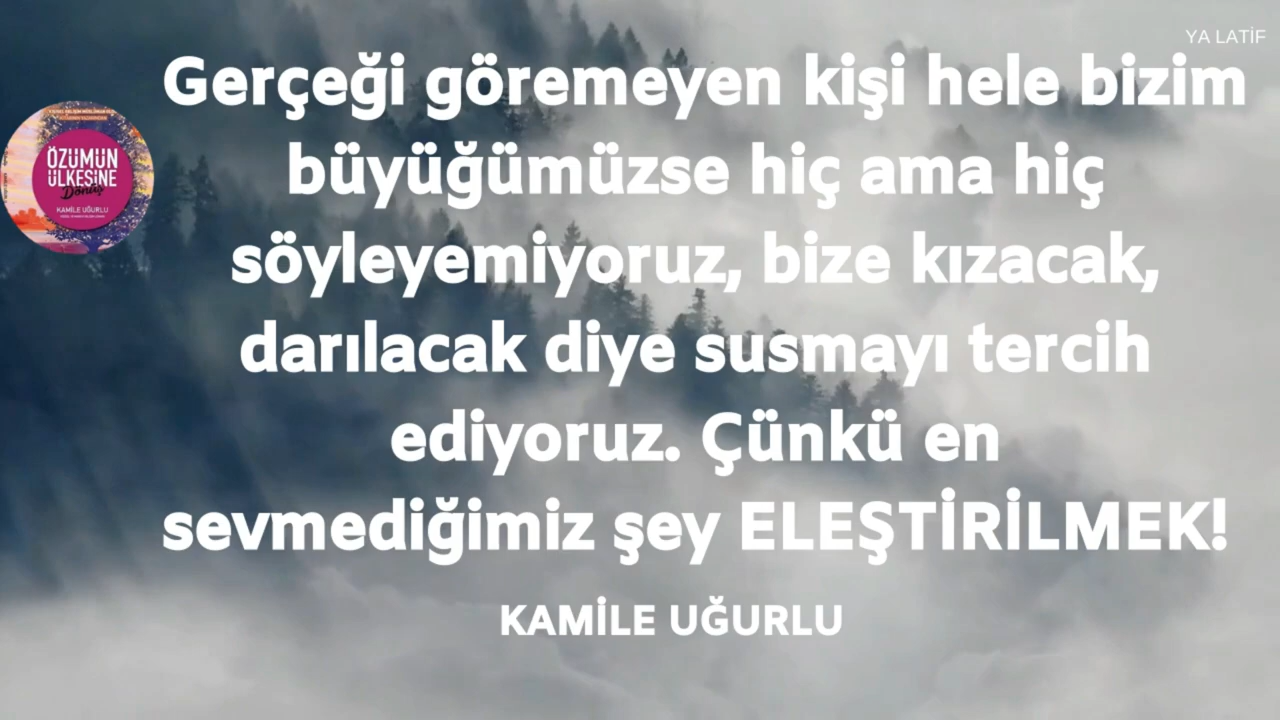 YA LATİF
Gerçeği göremeyen kişi hele bizim
büyüğümüzse hiç ama hiç
söyleyemiyoruz, bize kızacak,
darılacak diye susmayı tercih
ediyoruz. Çünkü en
sevmediğimiz şey ELEŞTİRİLMEK!
KAMİLE UĞURLU
ÖZÜMÜN
ÜLKESİNE
Dönüş
KAMİLE UĞURLU